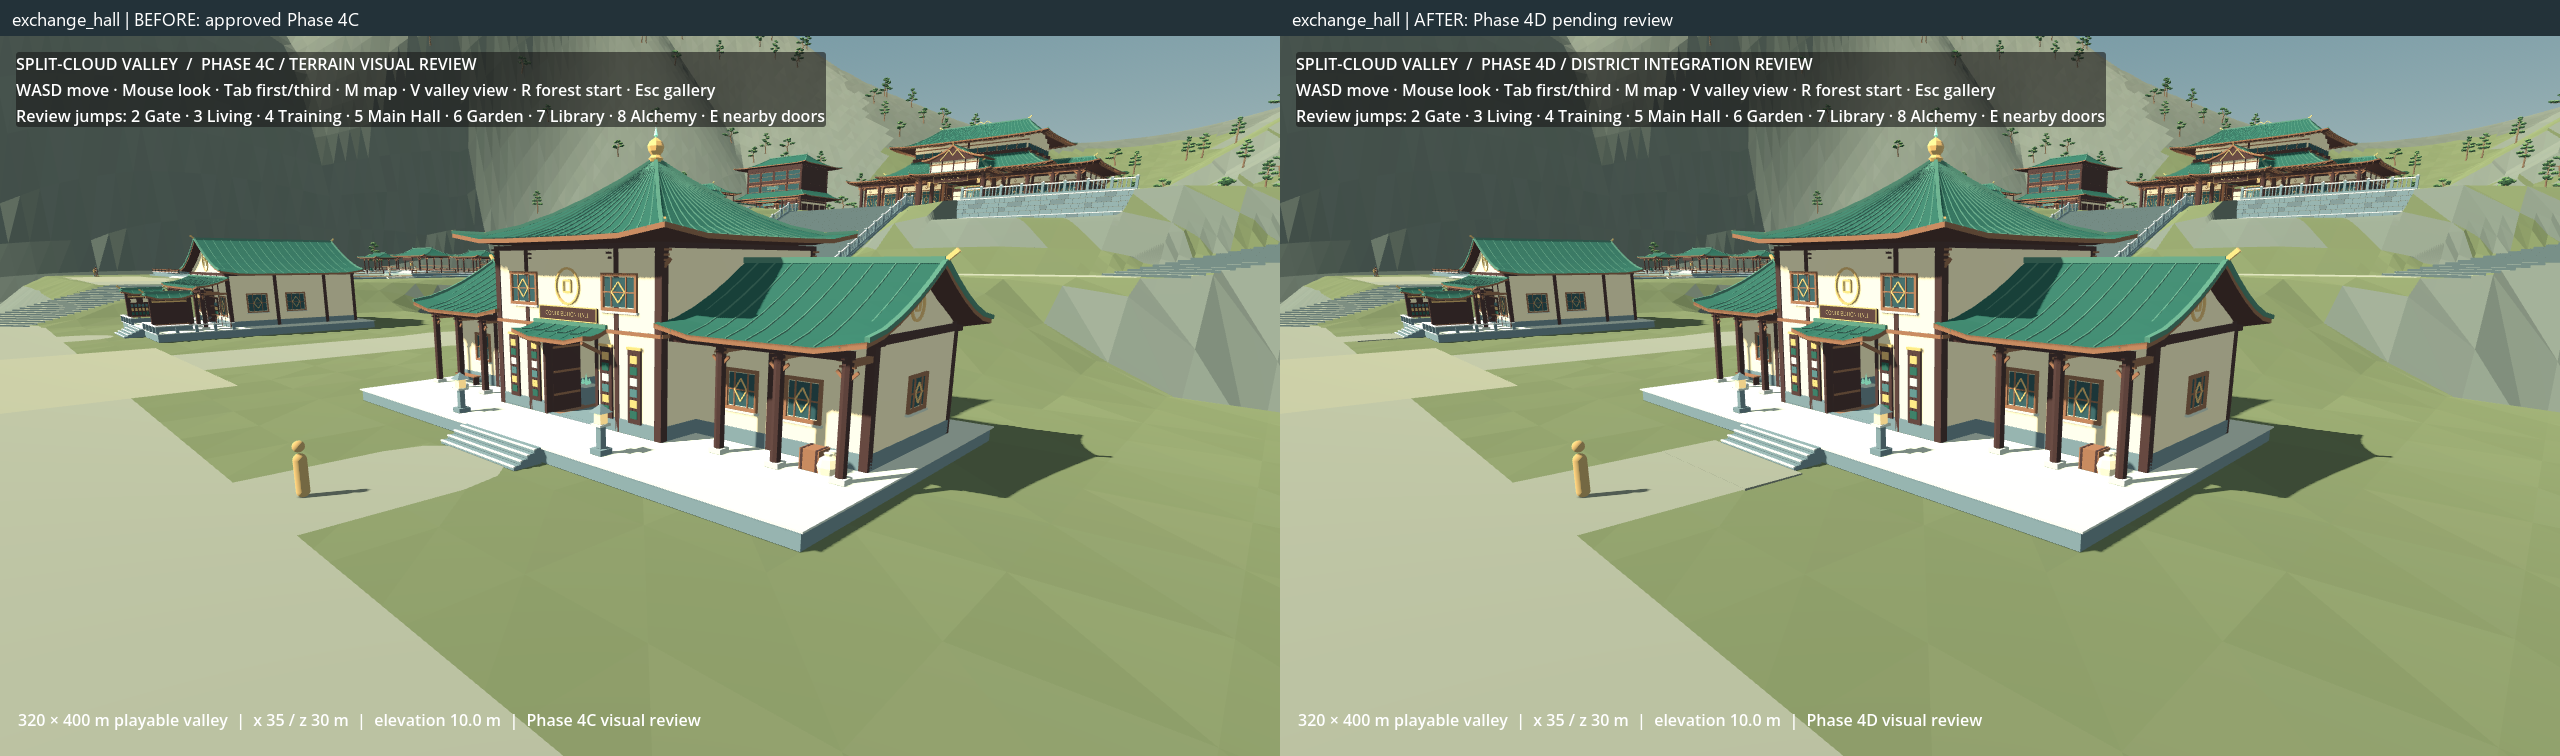 exchange_hall | BEFORE: approved Phase 4C
SPLIT-CLOUD VALLEY / PHASE 4C / TERRAIN VISUAL REVIEW
WASD move · Mouse look · Tab first/third · M map · V valley view · R forest start · Esc gallery
Review jumps: 2 Gate · 3 Living · 4 Training · 5 Main Hall · 6 Garden · 7 Library · 8 Alchemy · E nearby doors
CONTRIBUTION HALL
320 × 400 m playable valley | x 35 / z 30 m | elevation 10.0 m | Phase 4C visual review
exchange_hall | AFTER: Phase 4D pending review
SPLIT-CLOUD VALLEY / PHASE 4D / DISTRICT INTEGRATION REVIEW
WASD move · Mouse look · Tab first/third · M map · V valley view · R forest start · Esc gallery
Review jumps: 2 Gate · 3 Living · 4 Training · 5 Main Hall · 6 Garden · 7 Library · 8 Alchemy · E nearby doors
CONTRIBUTION HALL
320 × 400 m playable valley | x 35 / z 30 m | elevation 10.0 m | Phase 4D visual review